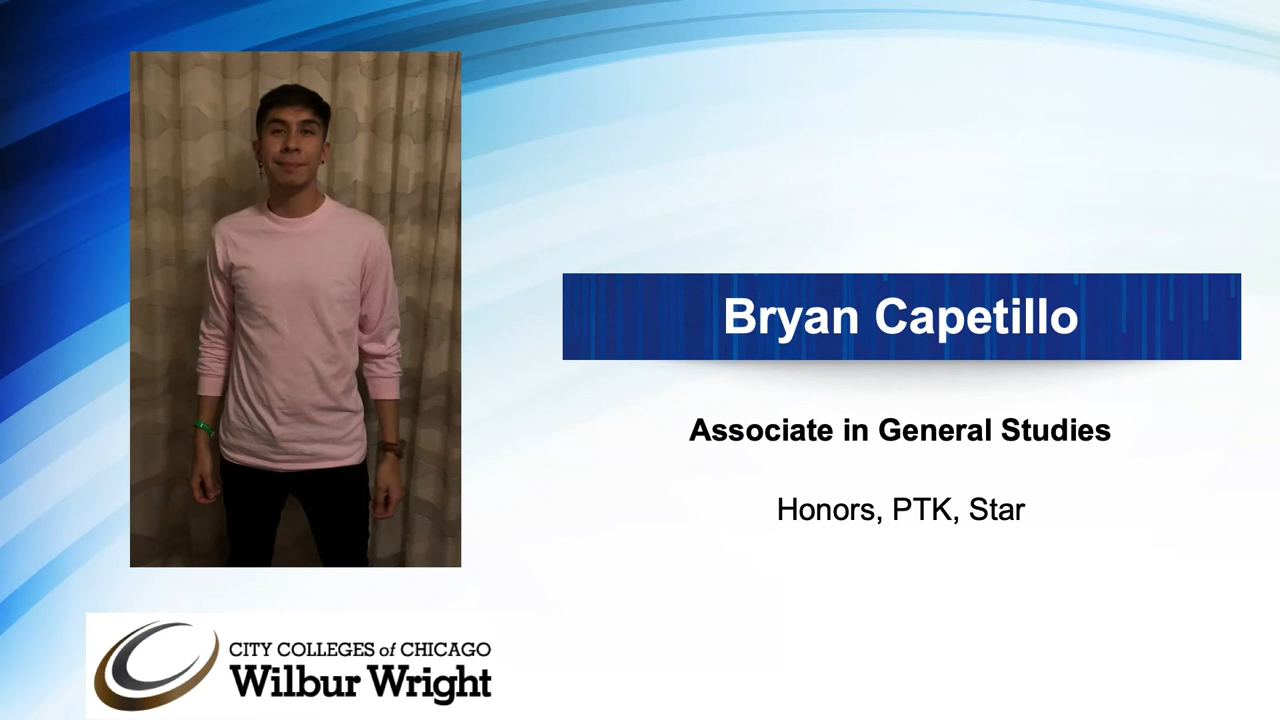 Bryan Capetillo
Associate in General Studies
Honors, PTK, Star
CITY COLLEGES of CHICAGO
Wilbur Wright